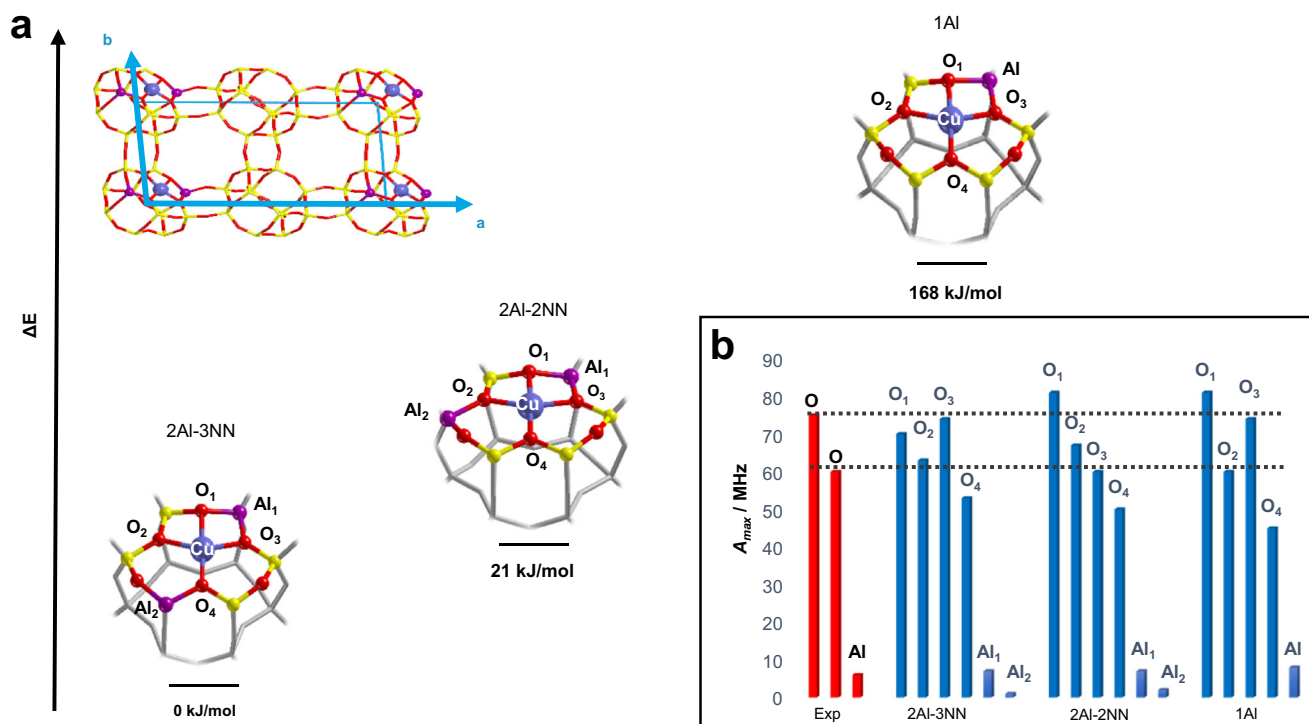 a
b
a
ΔE
1Al
O1
Al
O2
O3
Cu
O4
168 kJ/mol
2Al-2NN
O1
Al1
O2
O3
Al2
Cu
O4
21 kJ/mol
2Al-3NN
O1
Al1
O2
O3
Cu
Al2
O4
0 kJ/mol
b
90
80
70
60
50
40
30
20
10
0
Amax / MHz
O
O
Al
O1
O2
O3
O4
Al1
Al2
O1
O2
O3
O4
Al1
Al2
O1
O2
O3
O4
Al
Exp
2Al-3NN
2Al-2NN
1Al